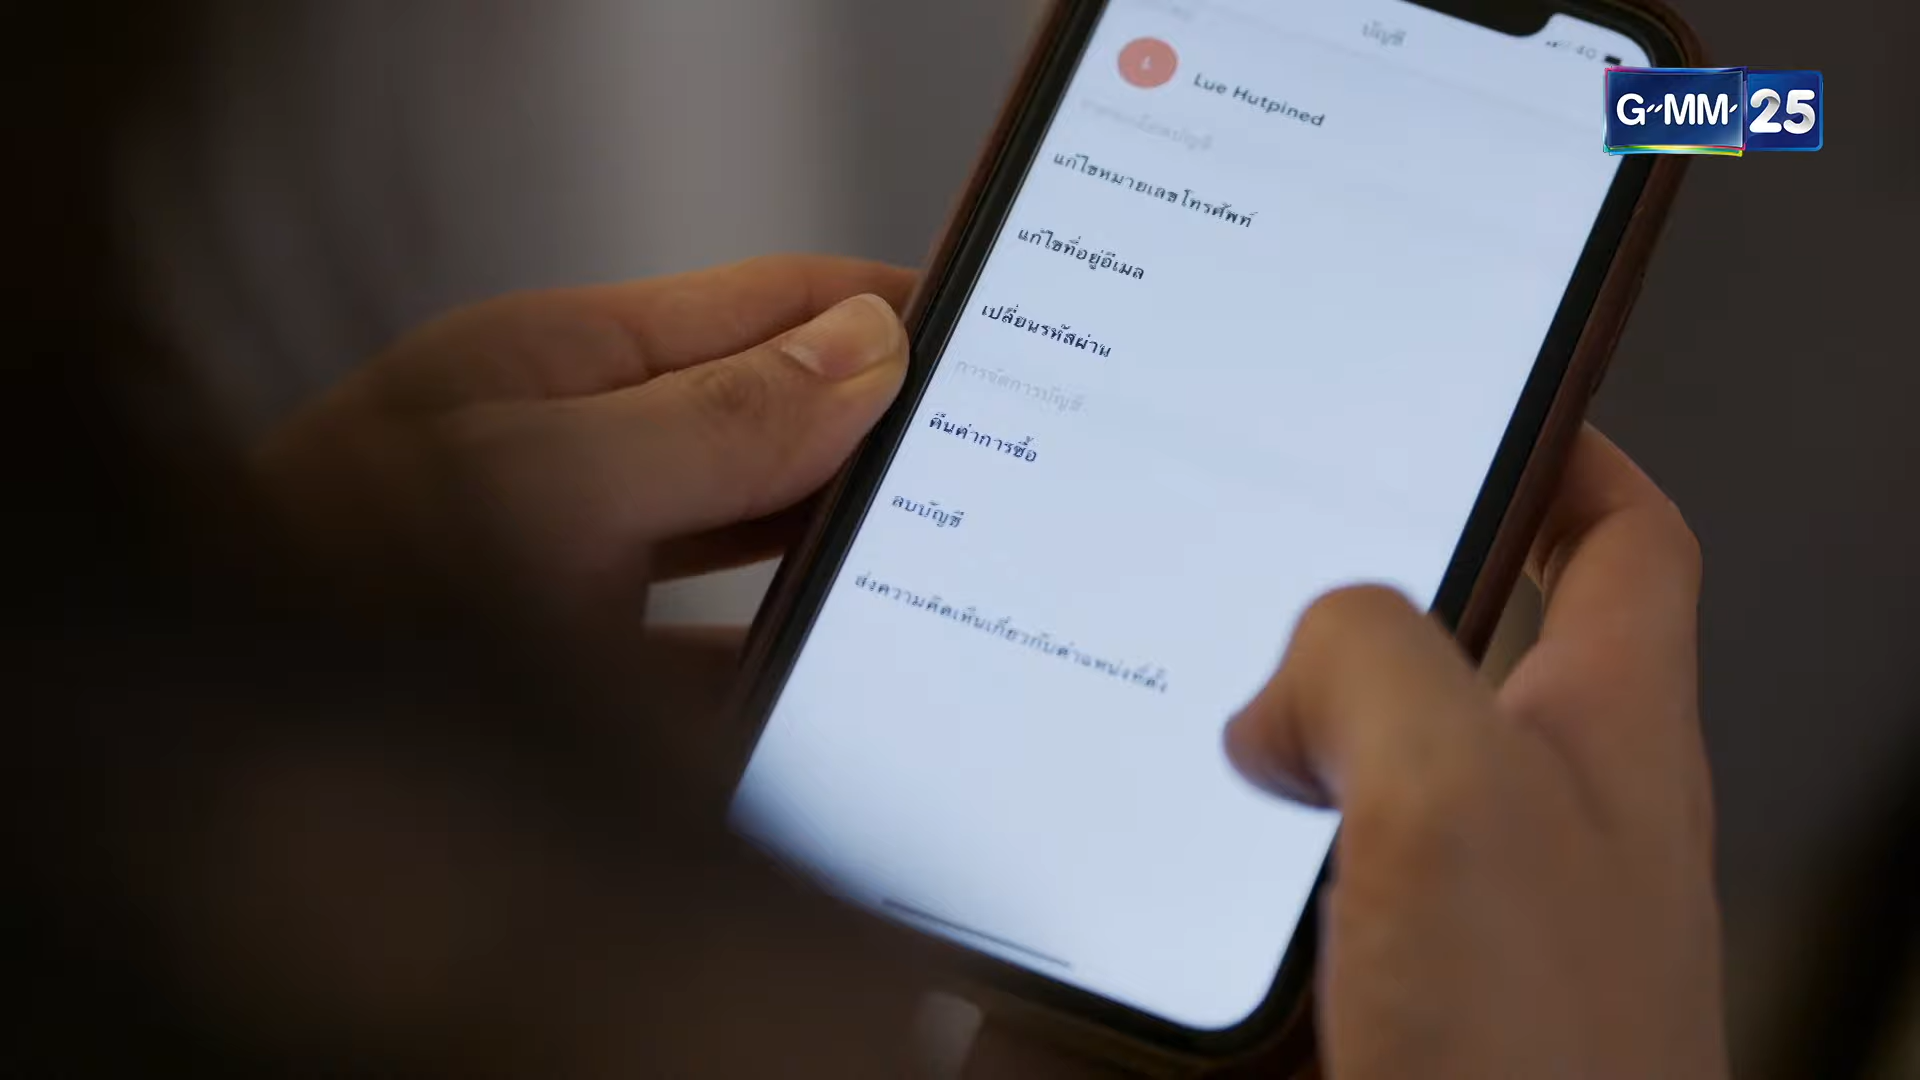 บัญชี
4G
L
Lue Hutpined
แก้ไขหมายเลขโทรศัพท์
แก้ไขที่อยู่อีเมล
เปลี่ยนรหัสผ่าน
การจัดการบัญชี
คืนค่าการซื้อ
ลบบัญชี
ส่งความคิดเห็นเกี่ยวกับตำแหน่งที่ตั้ง
GMM 25